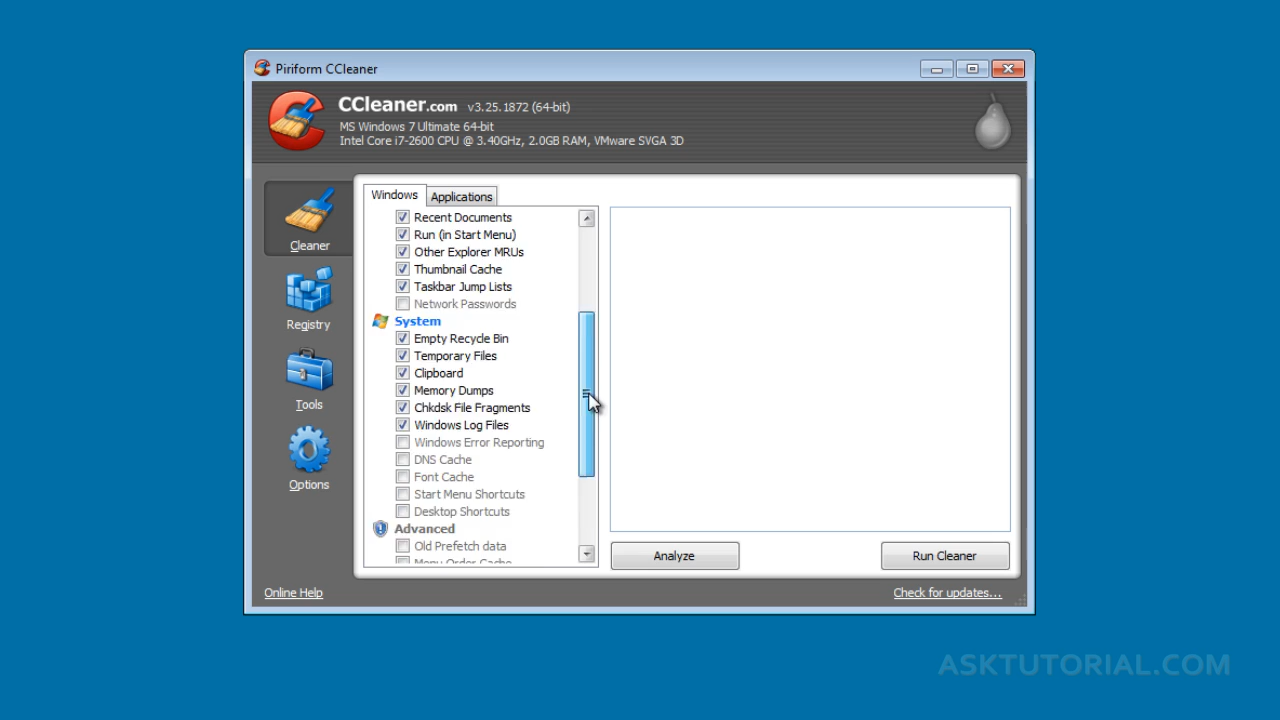 Piriform CCleaner
CCleaner.com v3.25.1872 (64-bit)
MS Windows 7 Ultimate 64-bit
Intel Core i7-2600 CPU @ 3.40GHz, 2.0GB RAM, VMware SVGA 3D
Cleaner
Registry
Tools
Options
Windows
Applications
Recent Documents
Run (in Start Menu)
Other Explorer MRUs
Thumbnail Cache
Taskbar Jump Lists
Network Passwords
System
Empty Recycle Bin
Temporary Files
Clipboard
Memory Dumps
Chkdsk File Fragments
Windows Log Files
Windows Error Reporting
DNS Cache
Font Cache
Start Menu Shortcuts
Desktop Shortcuts
Advanced
Old Prefetch data
Menu Order Cache
Analyze
Run Cleaner
Online Help
Check for updates...
ASKTUTORIAL.COM